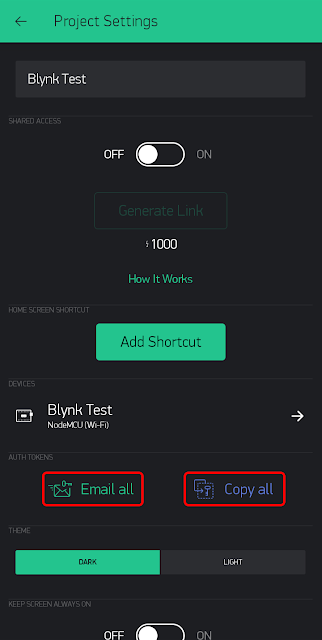 Project Settings
Blynk Test
SHARED ACCESS
OFF ON
Generate Link
1000
How It Works
HOME SCREEN SHORTCUT
Add Shortcut
DEVICES
Blynk Test
NodeMCU (Wi-Fi)
AUTH TOKENS
Email all Copy all
THEME
DARK LIGHT
KEEP SCREEN ALWAYS ON
OFF ON